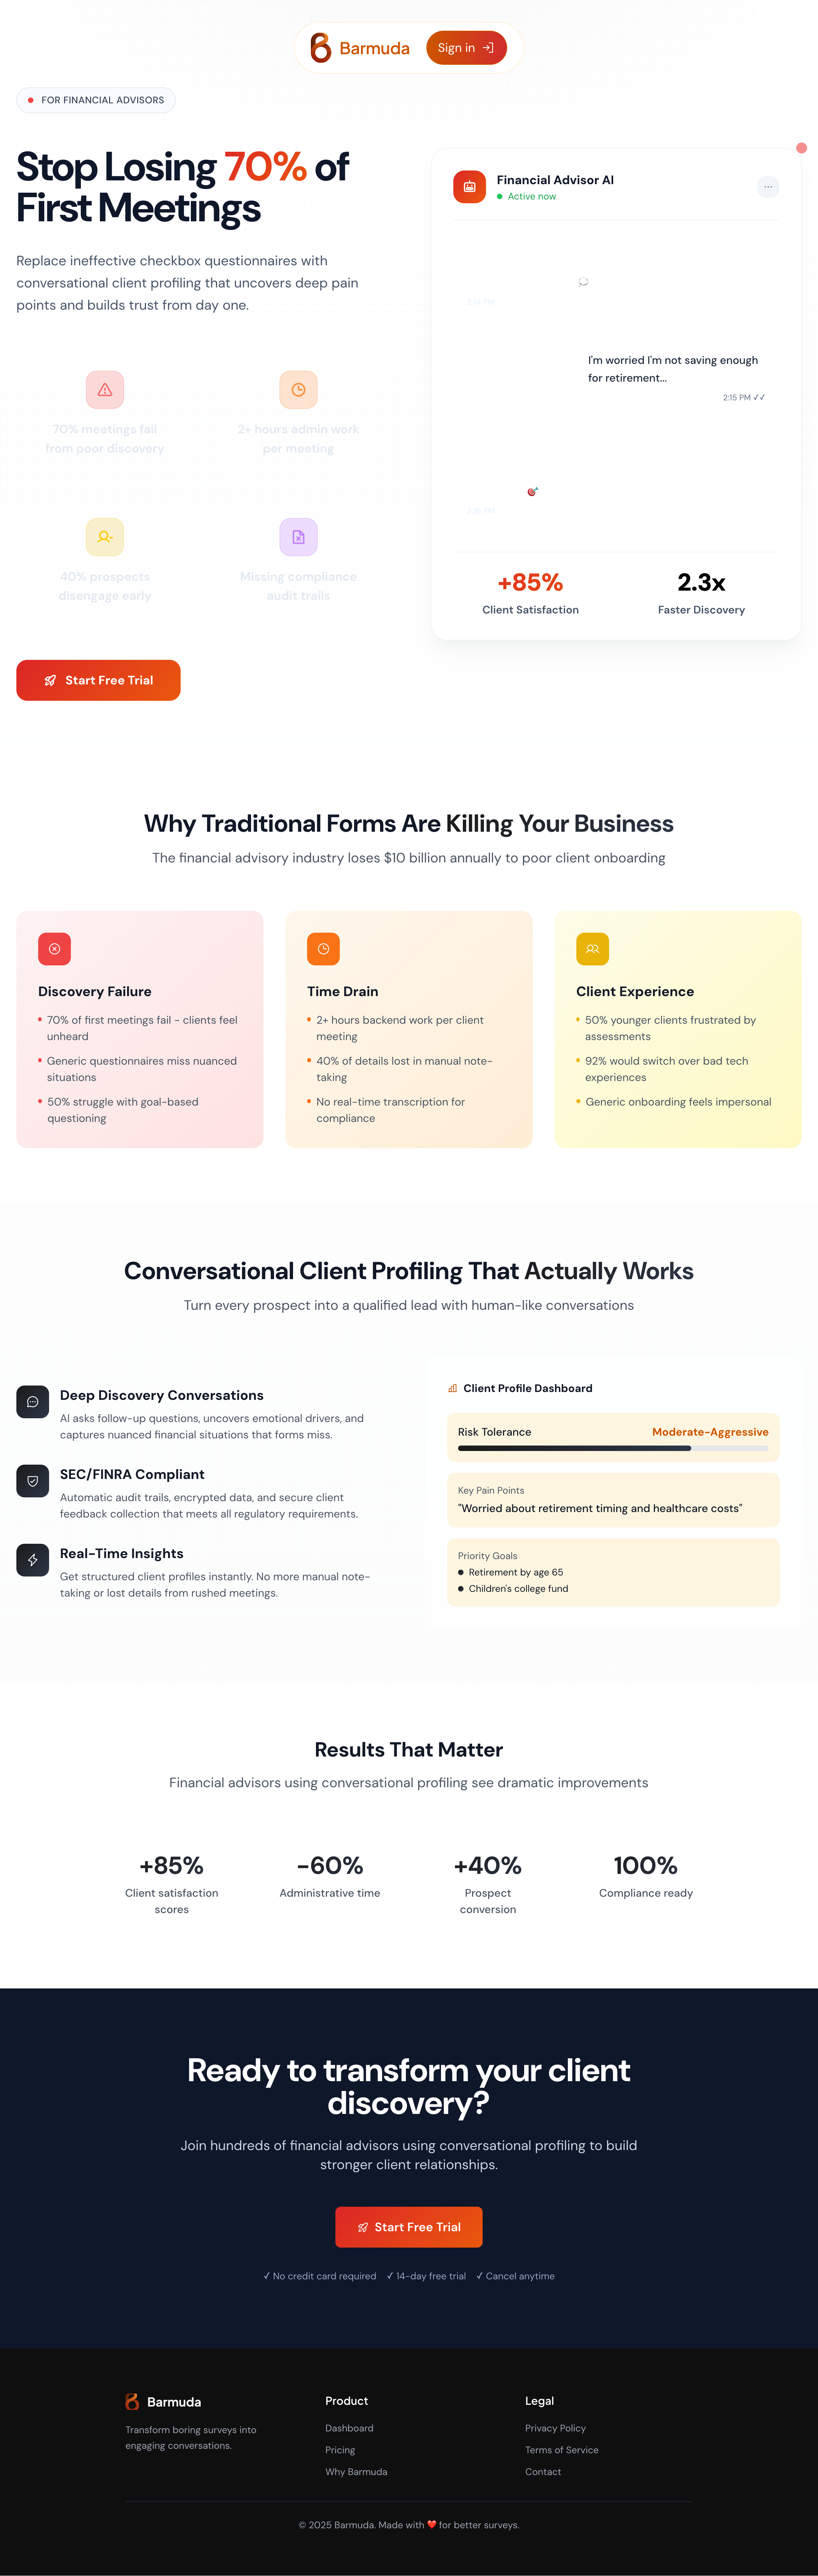 Barmuda
Sign in
FOR FINANCIAL ADVISORS
Stop Losing 70% of
First Meetings
Replace ineffective checkbox questionnaires with
conversational client profiling that uncovers deep pain
points and builds trust from day one.
70% meetings fail
from poor discovery
2+ hours admin work
per meeting
40% prospects
disengage early
Missing compliance
audit trails
Start Free Trial
Financial Advisor AI
Active now
2:14 PM
I'm worried I'm not saving enough
for retirement...
2:15 PM ✓✓
+85%
Client Satisfaction
2.3x
Faster Discovery
Why Traditional Forms Are Killing Your Business
The financial advisory industry loses $10 billion annually to poor client onboarding
Discovery Failure
70% of first meetings fail - clients feel
unheard
Generic questionnaires miss nuanced
situations
50% struggle with goal-based
questioning
Time Drain
2+ hours backend work per client
meeting
40% of details lost in manual note-
taking
No real-time transcription for
compliance
Client Experience
50% younger clients frustrated by
assessments
92% would switch over bad tech
experiences
Generic onboarding feels impersonal
Conversational Client Profiling That Actually Works
Turn every prospect into a qualified lead with human-like conversations
Deep Discovery Conversations
AI asks follow-up questions, uncovers emotional drivers, and
captures nuanced financial situations that forms miss.
SEC/FINRA Compliant
Automatic audit trails, encrypted data, and secure client
feedback collection that meets all regulatory requirements.
Real-Time Insights
Get structured client profiles instantly. No more manual note-
taking or lost details from rushed meetings.
Client Profile Dashboard
Risk Tolerance
Moderate-Aggressive
Key Pain Points
"Worried about retirement timing and healthcare costs"
Priority Goals
Retirement by age 65
Children's college fund
Results That Matter
Financial advisors using conversational profiling see dramatic improvements
+85%
Client satisfaction
scores
-60%
Administrative time
+40%
Prospect
conversion
100%
Compliance ready
Ready to transform your client
discovery?
Join hundreds of financial advisors using conversational profiling to build
stronger client relationships.
Start Free Trial
✓ No credit card required ✓ 14-day free trial ✓ Cancel anytime
Barmuda
Transform boring surveys into
engaging conversations.
Product
Dashboard
Pricing
Why Barmuda
Legal
Privacy Policy
Terms of Service
Contact
© 2025 Barmuda. Made with ❤️ for better surveys.